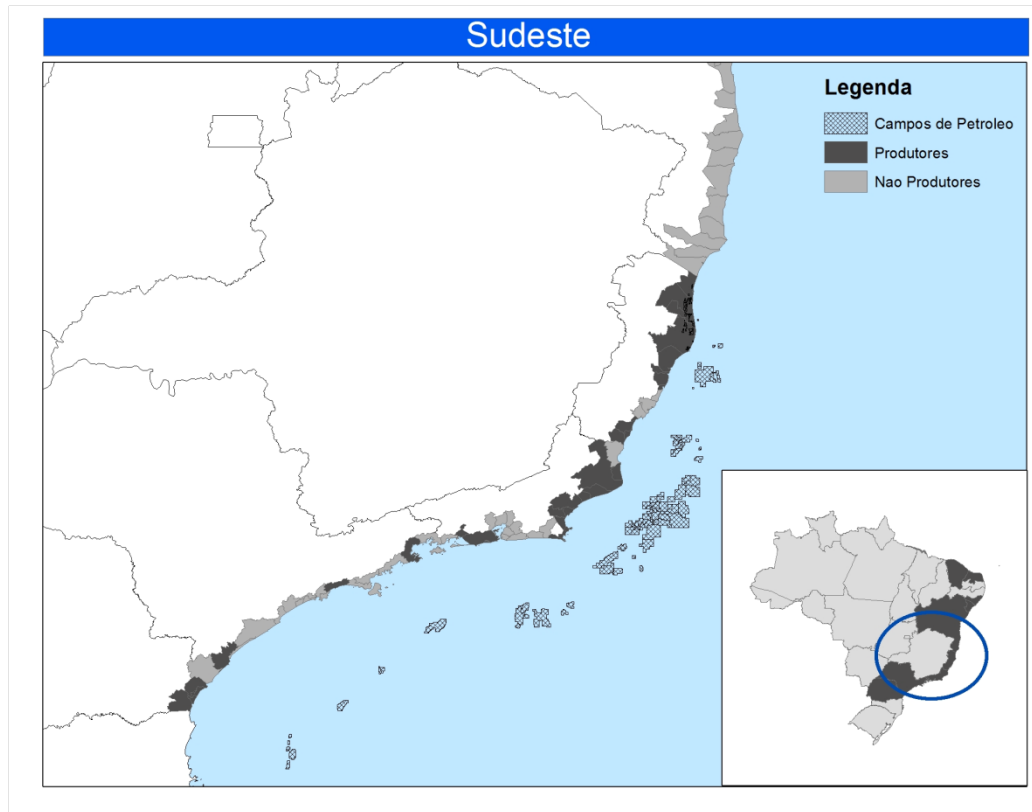 Sudeste
Legenda
Campos de Petroleo
Produtores
Nao Produtores